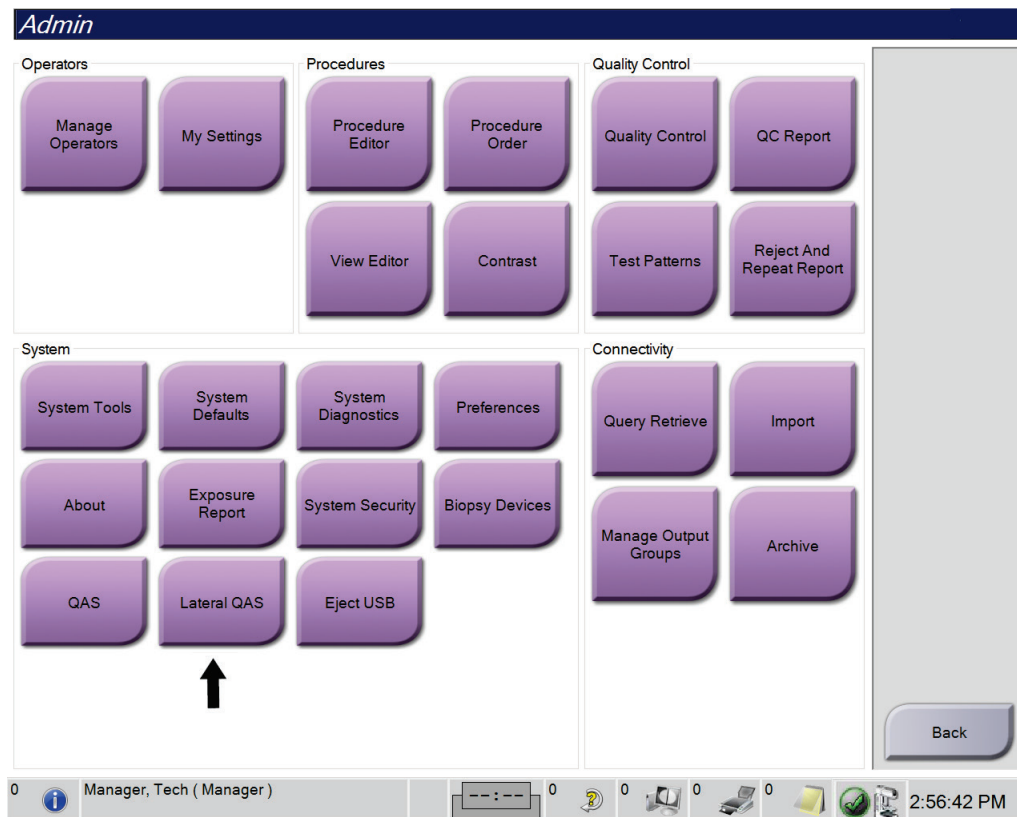 Admin
Operators
Manage
Operators
My Settings
Procedures
Procedure
Editor
Procedure
Order
View Editor
Contrast
Quality Control
Quality Control
QC Report
Test Patterns
Reject And
Repeat Report
System
System Tools
System
Defaults
System
Diagnostics
Preferences
About
Exposure
Report
System Security
Biopsy Devices
QAS
Lateral QAS
Eject USB
Connectivity
Query Retrieve
Import
Manage Output
Groups
Archive
Back
0
Manager, Tech ( Manager )
--:--
0
0
0
0
2:56:42 PM